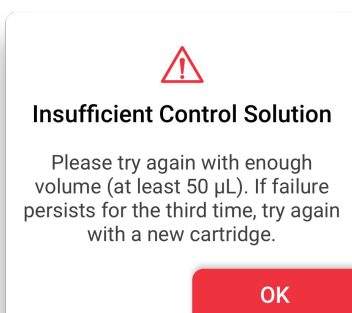 Insufficient Control Solution
Please try again with enough
volume (at least 50 μL). If failure
persists for the third time, try again
with a new cartridge.
OK